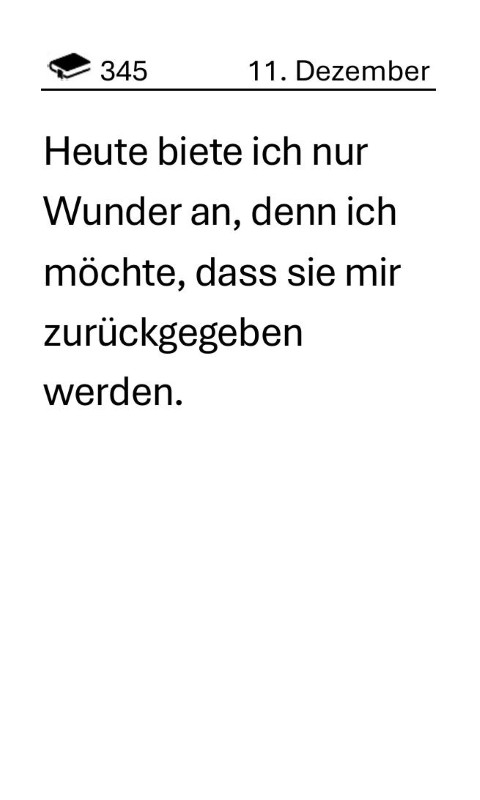 345 11. Dezember
Heute biete ich nur
Wunder an, denn ich
möchte, dass sie mir
zurückgegeben
werden.